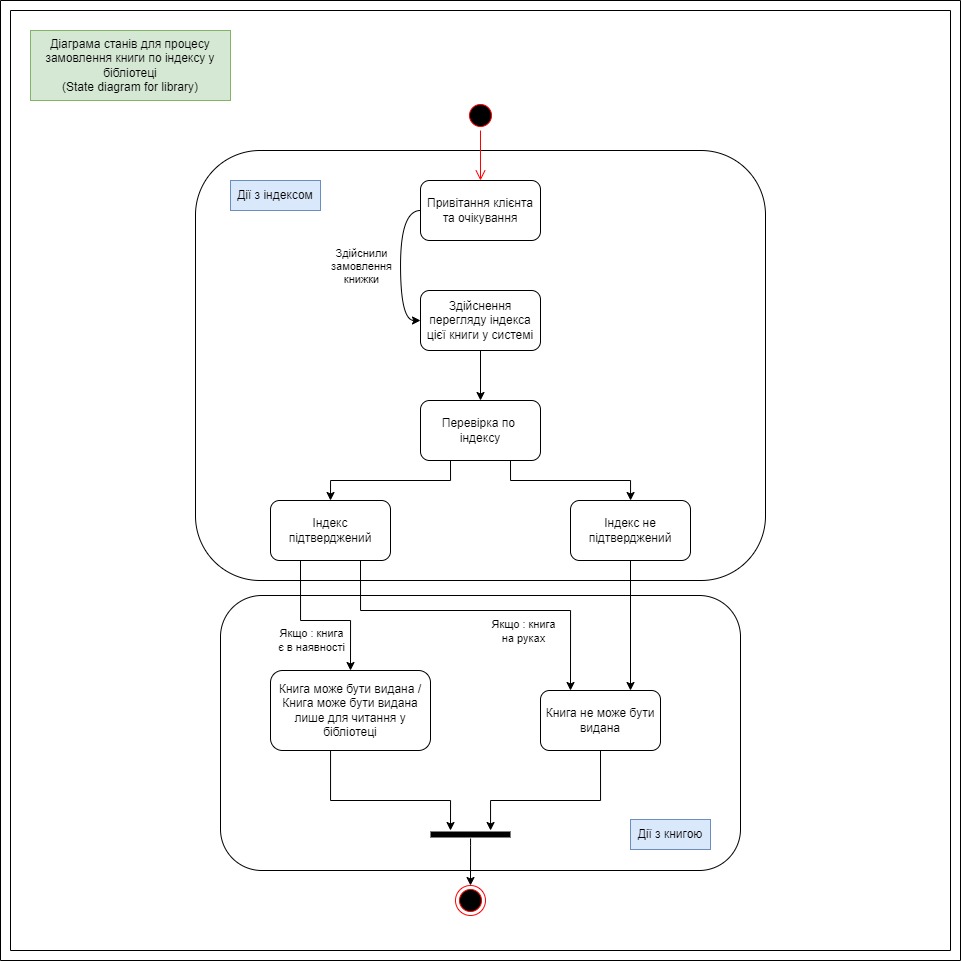 Діаграма станів для процесу
замовлення книги по індексу у
бібліотеці
(State diagram for library)
Дії з індексом
Привітання клієнта
та очікування
Здійснили
замовлення
книжки
Здійснення
перегляду індекса
цієї книги у системі
Перевірка по
індексу
Індекс
підтверджений
Індекс не
підтверджений
Якщо : книга
є в наявності
Якщо : книга
на руках
Книга може бути видана /
Книга може бути видана
лише для читання у
бібліотеці
Книга не може бути
видана
Дії з книгою